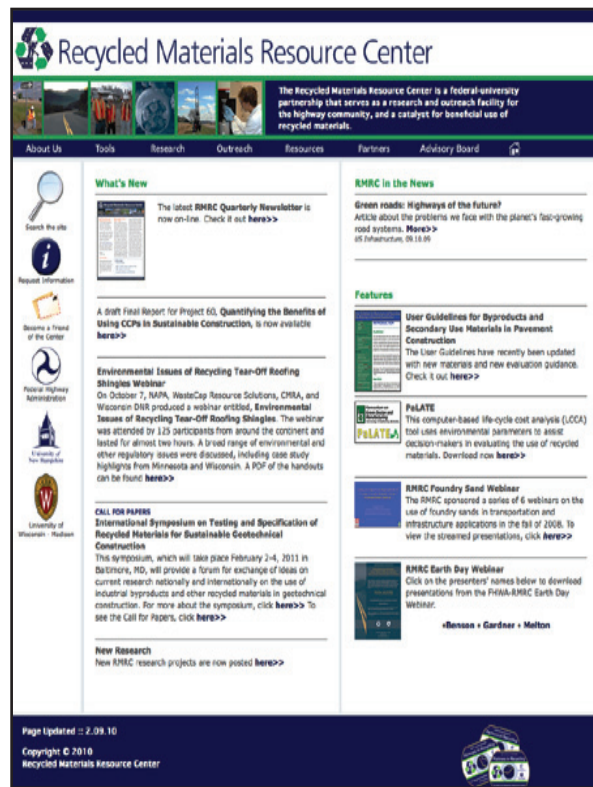 Recycled Materials Resource Center
The Recycled Materials Resource Center is a federal-university
partnership that serves as a research and outreach facility for
the highway community, and a catalyst for beneficial use of
recycled materials.
About Us Tools Research Outreach Resources Partners Advisory Board
Search the site
Request Information
Become a friend
of the Center
Federal Highway
Administration
University of
New Hampshire
University of
Wisconsin - Madison
What's New
The latest RMRC Quarterly Newsletter is
now on-line. Check it out here>>
A draft Final Report for Project 60, Quantifying the Benefits of
Using CCPs in Sustainable Construction, is now available
here>>
Environmental Issues of Recycling Tear-Off Roofing
Shingles Webinar
On October 7, NAPA, WasteCap Resource Solutions, CMRA, and
Wisconsin DNR produced a webinar entitled, Environmental
Issues of Recycling Tear-Off Roofing Shingles. The webinar
was attended by 125 participants from around the continent and
lasted for almost two hours. A broad range of environmental and
other regulatory issues were discussed, including case study
highlights from Minnesota and Wisconsin. A PDF of the handouts
can be found here>>
CALL FOR PAPERS
International Symposium on Testing and Specification of
Recycled Materials for Sustainable Geotechnical
Construction
This symposium, which will take place February 2-4, 2011 in
Baltimore, MD, will provide a forum for exchange of ideas on
current research nationally and internationally on the use of
industrial byproducts and other recycled materials in geotechnical
construction. For more about the symposium, click here>> To
see the Call for Papers, click here>>
New Research
New RMRC research projects are now posted here>>
RMRC in the News
Green roads: Highways of the future?
Article about the problems we face with the planet's fast-growing
road systems. More>>
US Infrastructure, 09.16.09
Features
User Guidelines for Byproducts and
Secondary Use Materials in Pavement
Construction
The User Guidelines have recently been updated
with new materials and new evaluation guidance.
Check it out here>>
PaLATE
PaLATE
This computer-based life-cycle cost analysis (LCCA)
tool uses environmental parameters to assist
decision-makers in evaluating the use of recycled
materials. Download now here>>
RMRC Foundry Sand Webinar
The RMRC sponsored a series of 6 webinars on the
use of foundry sands in transportation and
infrastructure applications in the fall of 2008. To
view the streamed presentations, click here>>
RMRC Earth Day Webinar
Click on the presenters' names below to download
presentations from the FHWA-RMRC Earth Day
Webinar.
+Benson + Gardner + Melton
Page Updated :: 2.09.10
Copyright © 2010
Recycled Materials Resource Center